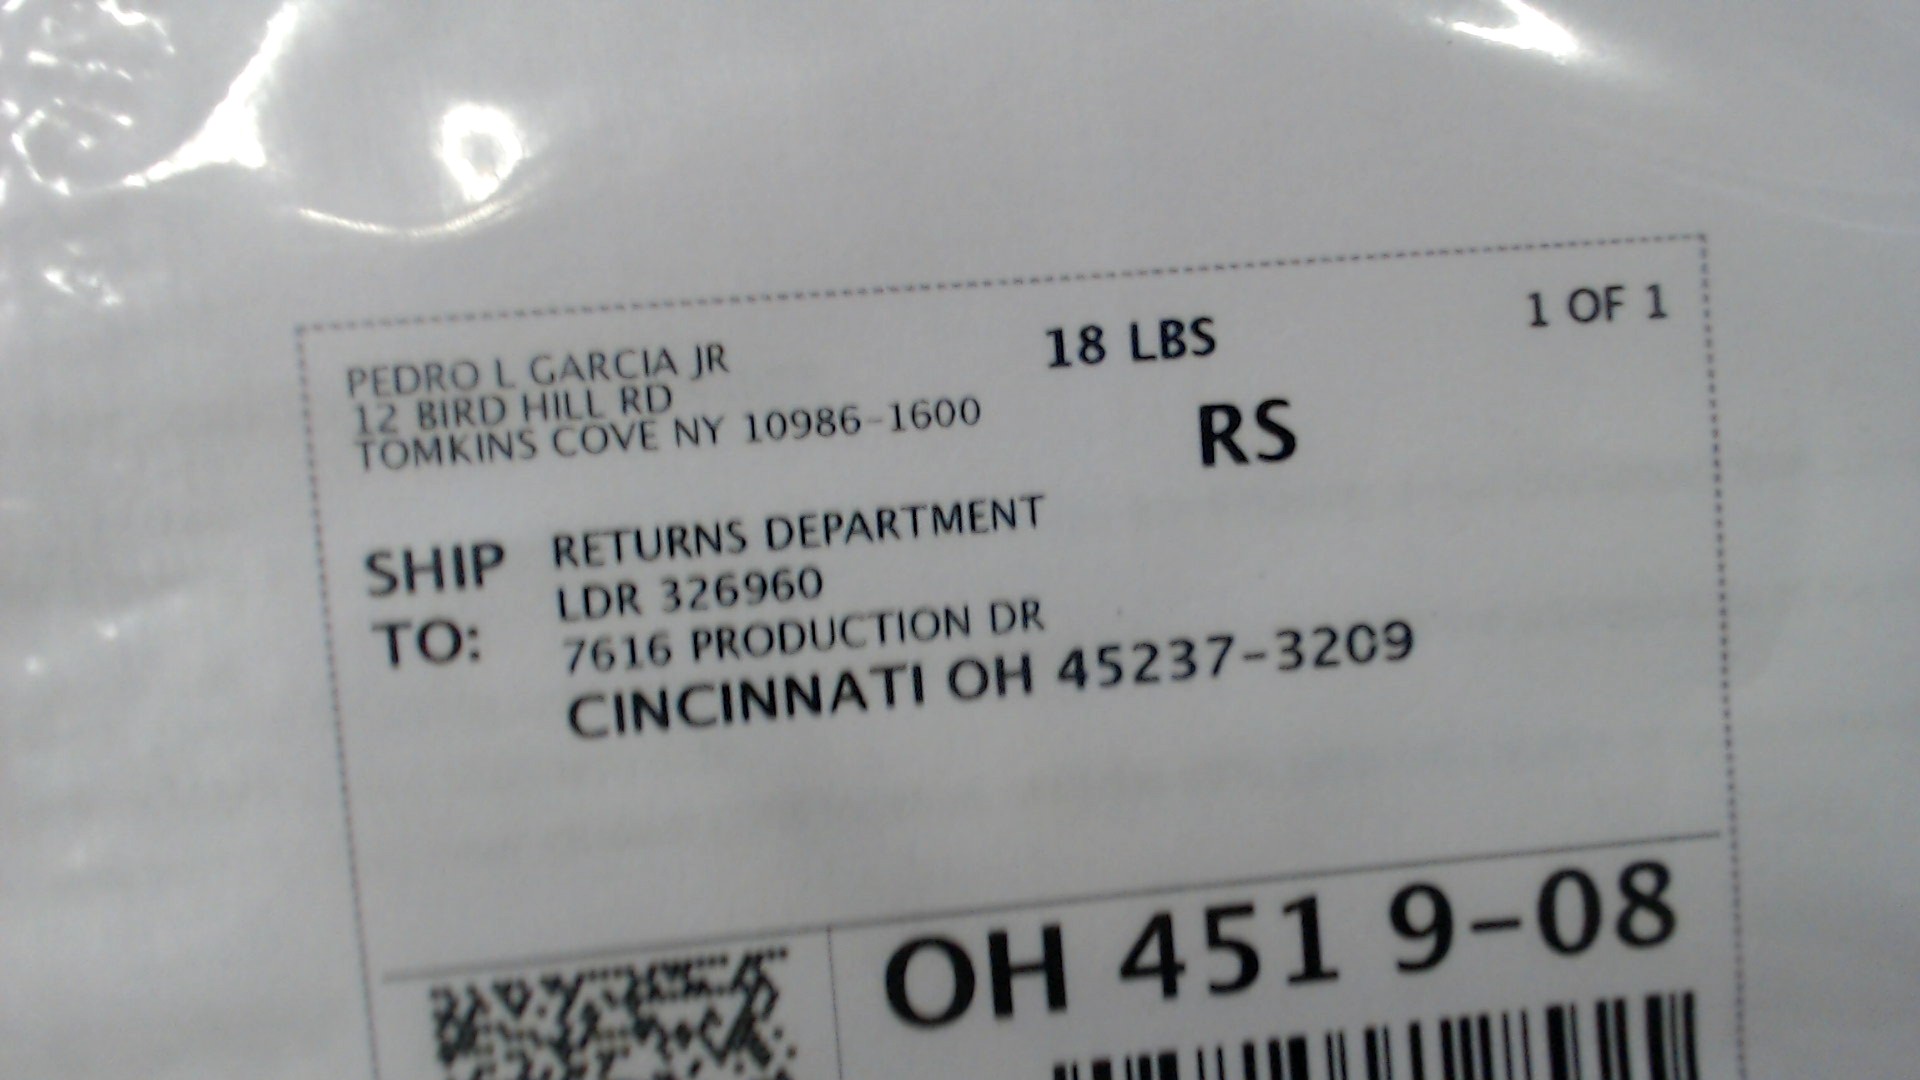 PEDRO L GARCIA JR
12 BIRD HILL RD
TOMKINS COVE NY 10986-1600
18 LBS
1 OF 1
RS
SHIP TO:
RETURNS DEPARTMENT
LDR 326960
7616 PRODUCTION DR
CINCINNATI OH 45237-3209
OH 451 9-08